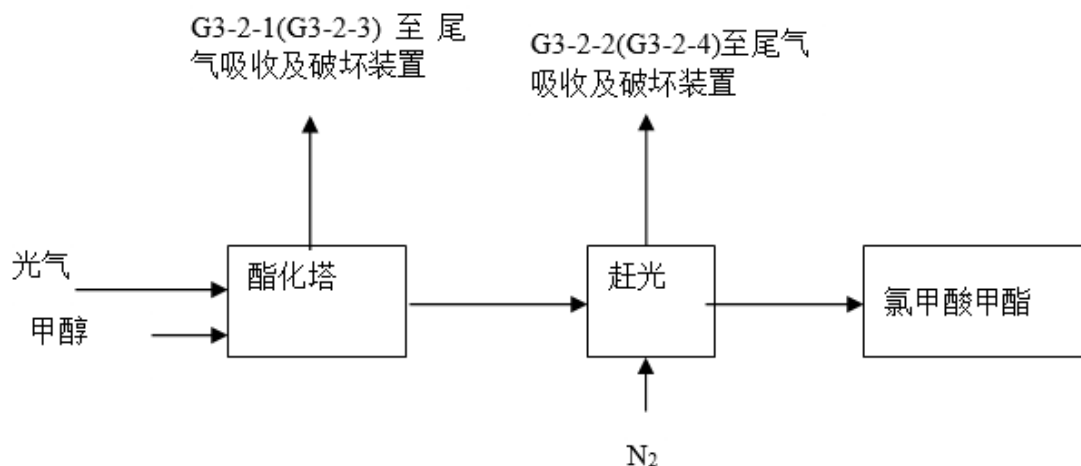 G3-2-1(G3-2-3) 至 尾
气吸收及破坏装置
G3-2-2(G3-2-4)至尾气
吸收及破坏装置
光气
甲醇
酯化塔
赶光
氯甲酸甲酯
N₂